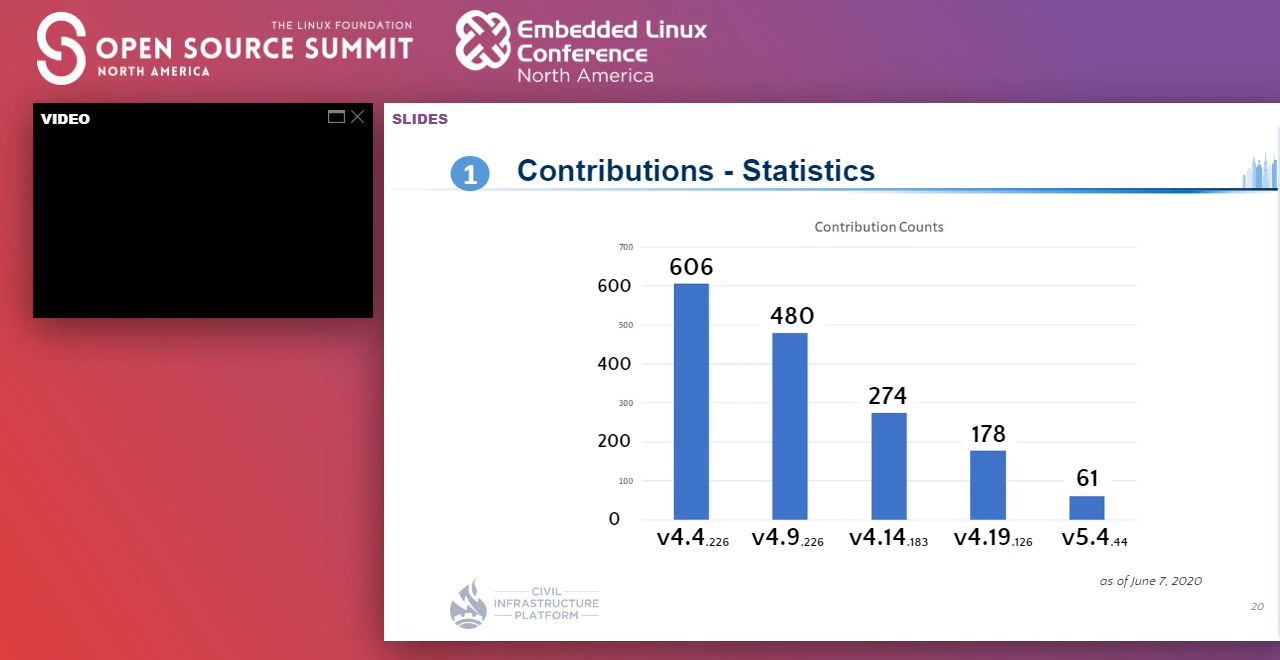 THE LINUX FOUNDATION
OPEN SOURCE SUMMIT
NORTH AMERICA
Embedded Linux
Conference
North America
VIDEO
SLIDES
1 Contributions - Statistics
Contribution Counts
700
606
600
480
500
400
274
300
178
200
61
100
0
v4.4.226 v4.9.226 v4.14.183 v4.19.126 v5.4.44
as of June 7, 2020
CIVIL
INFRASTRUCTURE
PLATFORM
20